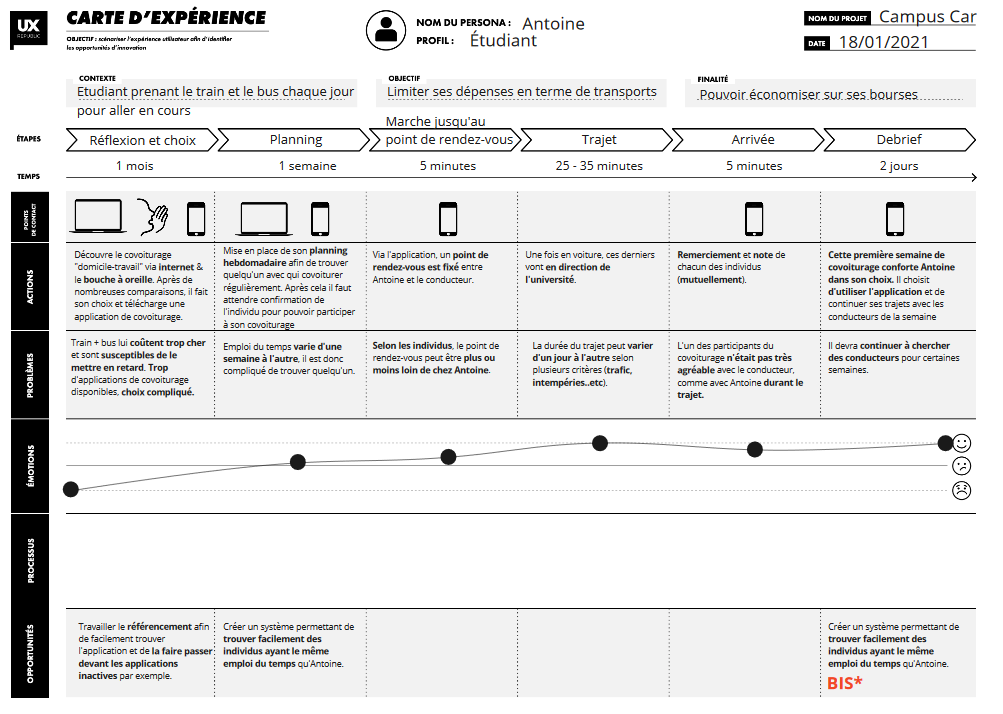 UX
REPUBLIC
CARTE D'EXPÉRIENCE
OBJECTIF : scénariser l'expérience utilisateur afin d'identifier
les opportunités d'innovation
NOM DU PERSONA : Antoine
PROFIL : Étudiant
NOM DU PROJET Campus Car
DATE 18/01/2021
CONTEXTE
Etudiant prenant le train et le bus chaque jour
pour aller en cours
OBJECTIF
Limiter ses dépenses en terme de transports
FINALITÉ
Pouvoir économiser sur ses bourses
ÉTAPES
Réflexion et choix
Planning
Marche jusqu'au
point de rendez-vous
Trajet
Arrivée
Debrief
TEMPS
1 mois
1 semaine
5 minutes
25 - 35 minutes
5 minutes
2 jours
POINTS
DE CONTACT
ACTIONS
Découvre le covoiturage
"domicile-travail" via internet &
le bouche à oreille. Après de
nombreuses comparaisons, il fait
son choix et télécharge une
application de covoiturage.
Mise en place de son planning
hebdomadaire afin de trouver
quelqu'un avec qui covoiturer
régulièrement. Après cela il faut
attendre confirmation de
l'individu pour pouvoir participer
à son covoiturage
Via l'application, un point de
rendez-vous est fixé entre
Antoine et le conducteur.
Une fois en voiture, ces derniers
vont en direction de
l'université.
Remerciement et note de
chacun des individus
(mutuellement).
Cette première semaine de
covoiturage conforte Antoine
dans son choix. Il choisit
d'utiliser l'application et de
continuer ses trajets avec les
conducteurs de la semaine
PROBLÈMES
Train + bus lui coûtent trop cher
et sont susceptibles de le
mettre en retard. Trop
d'applications de covoiturage
disponibles, choix compliqué.
Emploi du temps varie d'une
semaine à l'autre, il est donc
compliqué de trouver quelqu'un.
Selon les individus, le point de
rendez-vous peut être plus ou
moins loin de chez Antoine.
La durée du trajet peut varier
d'un jour à l'autre selon
plusieurs critères (trafic,
intempéries..etc).
L'un des participants du
covoiturage n'était pas très
agréable avec le conducteur,
comme avec Antoine durant le
trajet.
Il devra continuer à chercher
des conducteurs pour certaines
semaines.
ÉMOTIONS
PROCESSUS
OPPORTUNITÉS
Travailler le référencement afin
de facilement trouver
l'application et de la faire passer
devant les applications
inactives par exemple.
Créer un système permettant de
trouver facilement des
individus ayant le même
emploi du temps qu'Antoine.
Créer un système permettant de
trouver facilement des
individus ayant le même
emploi du temps qu'Antoine.
BIS*